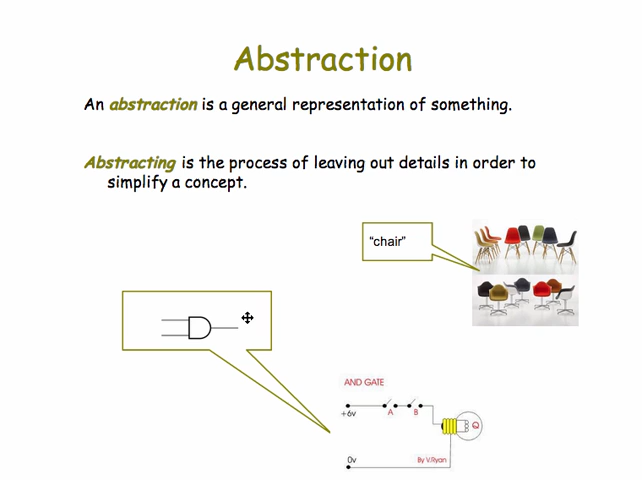 Abstraction
An abstraction is a general representation of something.
Abstracting is the process of leaving out details in order to
simplify a concept.
“chair”
AND GATE
+6v
A
B
Q
0v
By V.Ryan